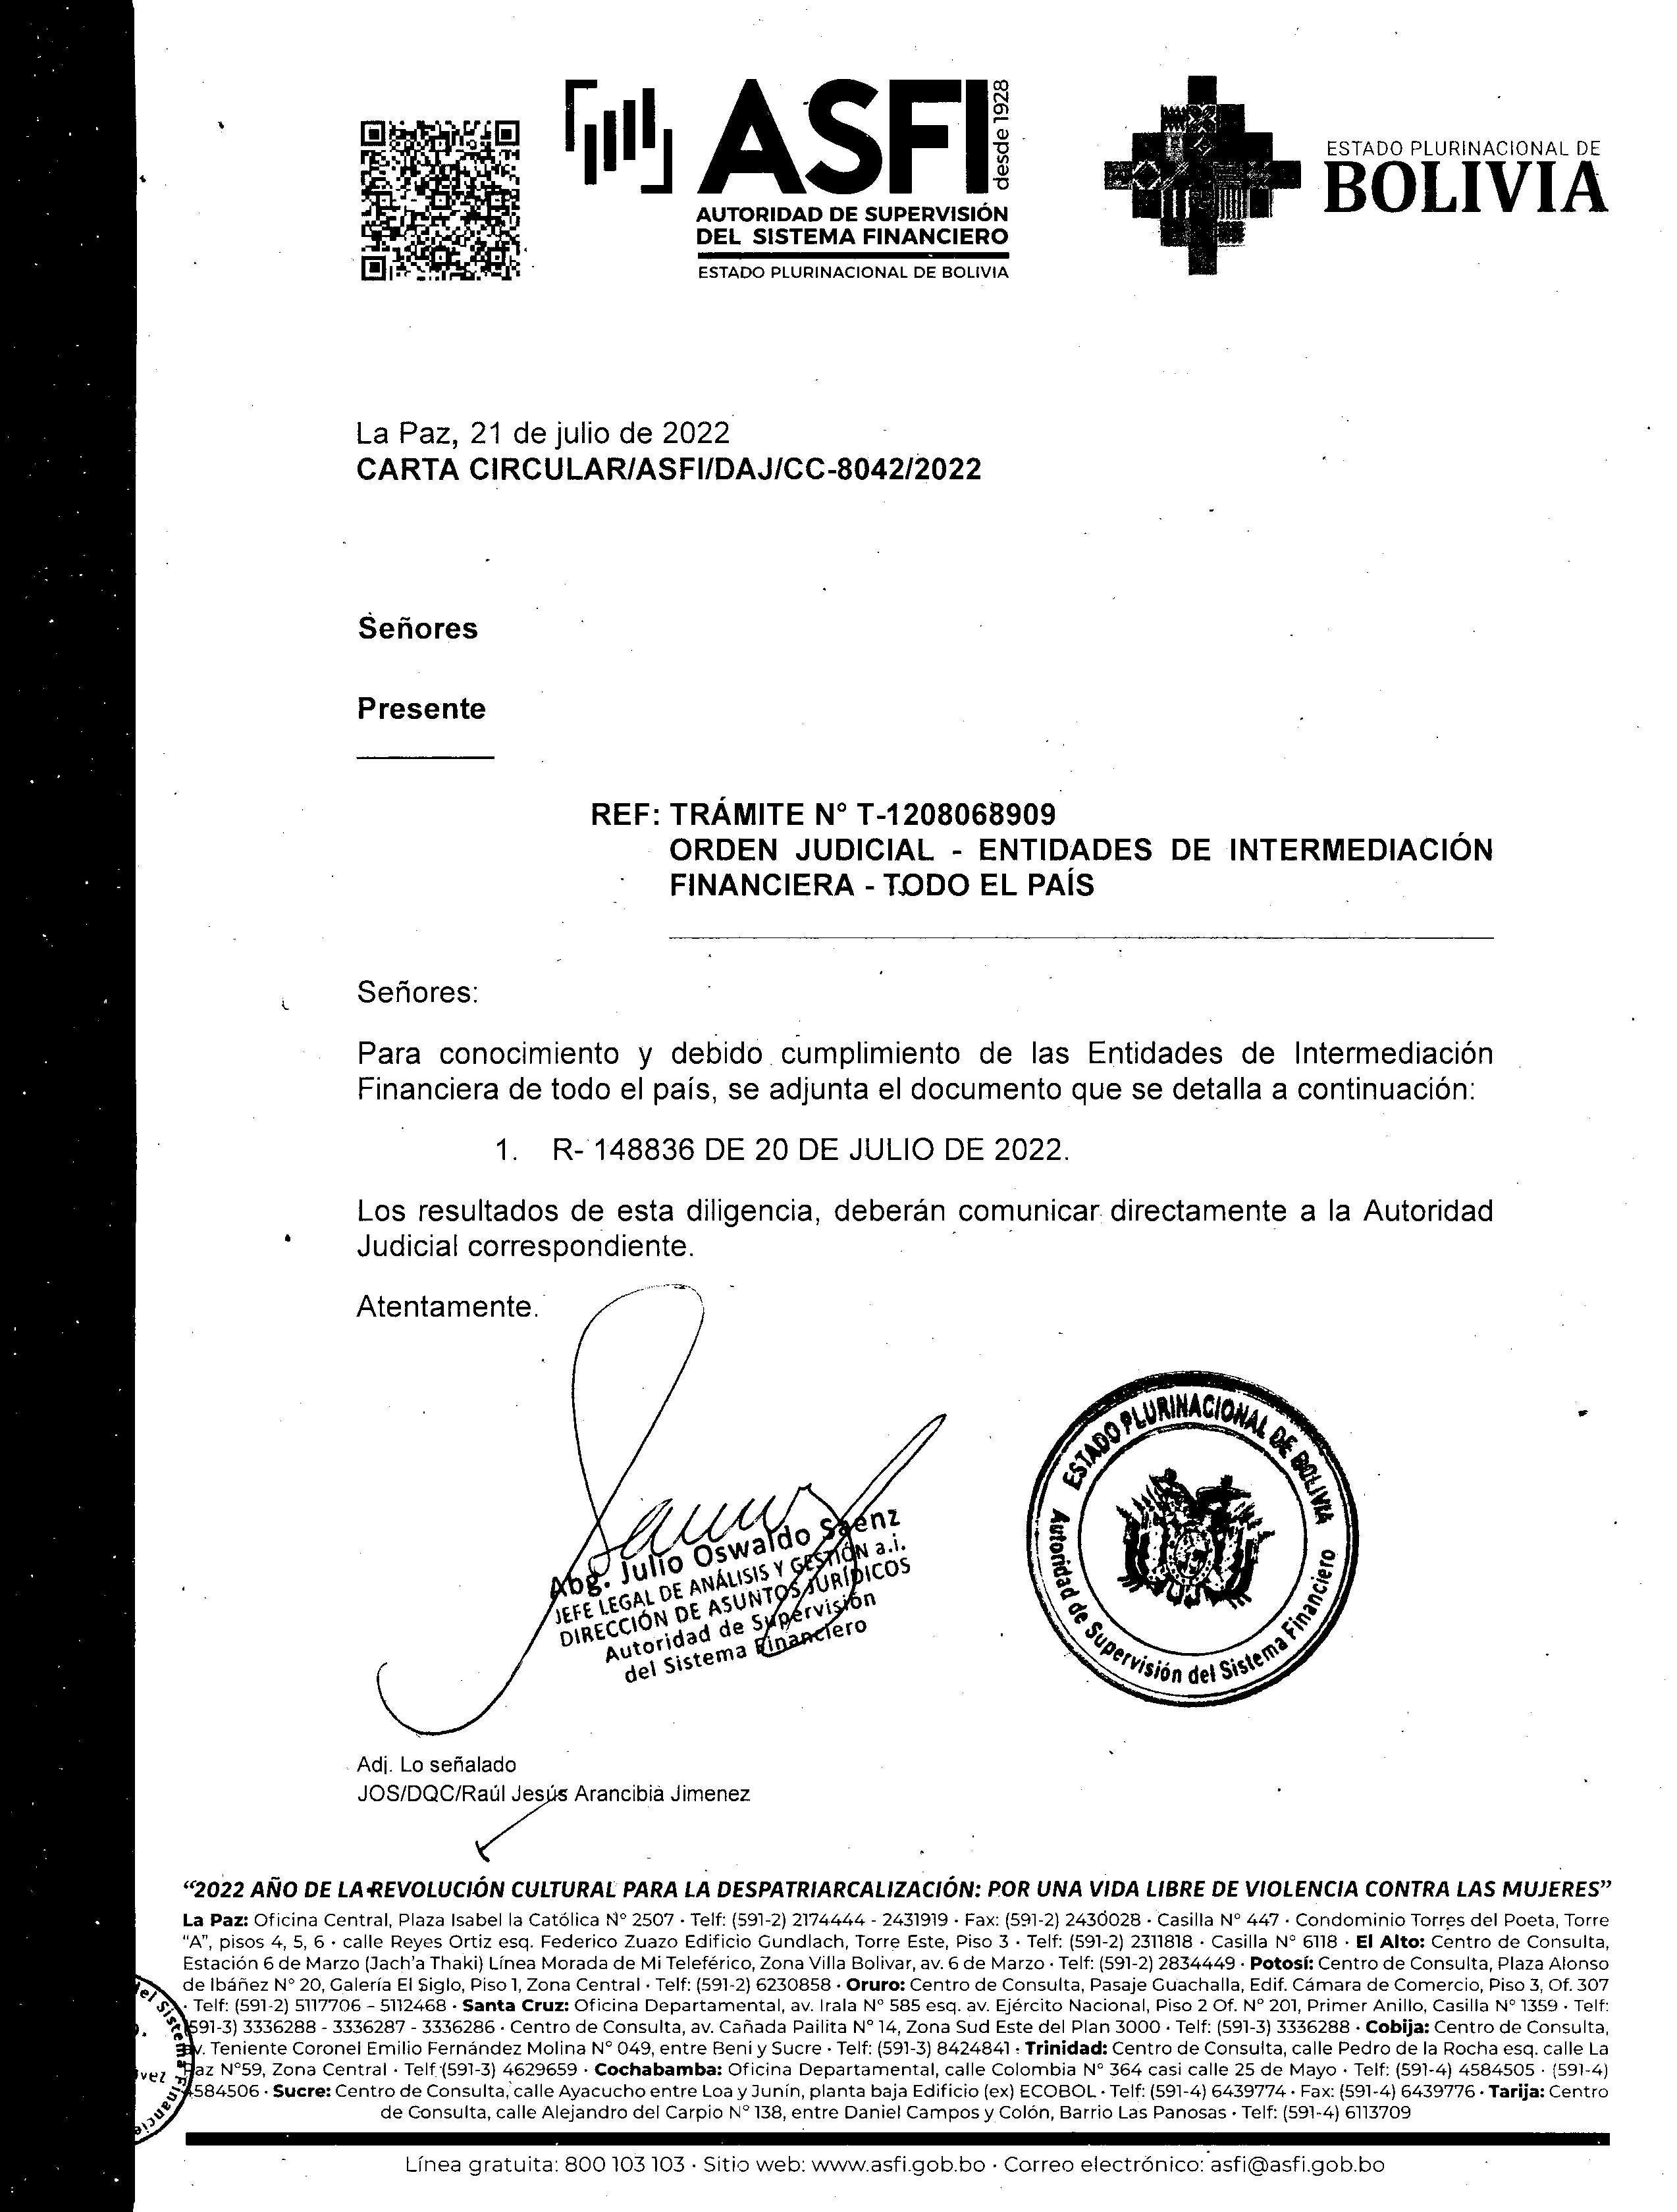 ASFI
desde 1928
AUTORIDAD DE SUPERVISIÓN
DEL SISTEMA FINANCIERO
ESTADO PLURINACIONAL DE BOLIVIA
ESTADO PLURINACIONAL DE
BOLIVIA
La Paz, 21 de julio de 2022
CARTA CIRCULAR/ASFI/DAJ/CC-8042/2022
Señores
Presente
REF: TRÁMITE N° T-1208068909
ORDEN JUDICIAL - ENTIDADES DE INTERMEDIACIÓN
FINANCIERA - TODO EL PAÍS
Señores:
Para conocimiento y debido cumplimiento de las Entidades de Intermediación
Financiera de todo el país, se adjunta el documento que se detalla a continuación:
1. R- 148836 DE 20 DE JULIO DE 2022.
Los resultados de esta diligencia, deberán comunicar directamente a la Autoridad
Judicial correspondiente.
Atentamente.
Abg. Julio Oswaldo Saenz
JEFE LEGAL DE ANÁLISIS Y GESTIÓN a.i.
DIRECCIÓN DE ASUNTOS JURÍDICOS
Autoridad de Supervisión
del Sistema Financiero
ESTADO PLURINACIONAL DE BOLIVIA
Autoridad de Supervisión del Sistema Financiero
Adj. Lo señalado
JOS/DQC/Raúl Jesús Arancibia Jimenez
“2022 AÑO DE LA REVOLUCIÓN CULTURAL PARA LA DESPATRIARCALIZACIÓN: POR UNA VIDA LIBRE DE VIOLENCIA CONTRA LAS MUJERES”
La Paz: Oficina Central, Plaza Isabel la Católica N° 2507 · Telf: (591-2) 2174444 - 2431919 · Fax: (591-2) 2430028 · Casilla N° 447 · Condominio Torres del Poeta, Torre
"A", pisos 4, 5, 6 · calle Reyes Ortiz esq. Federico Zuazo Edificio Gundlach, Torre Este, Piso 3 · Telf: (591-2) 2311818 · Casilla N° 6118 · El Alto: Centro de Consulta,
Estación 6 de Marzo (Jach'a Thaki) Línea Morada de Mi Teleférico, Zona Villa Bolivar, av. 6 de Marzo · Telf: (591-2) 2834449 · Potosí: Centro de Consulta, Plaza Alonso
de Ibáñez N° 20, Galería El Siglo, Piso 1, Zona Central · Telf: (591-2) 6230858 · Oruro: Centro de Consulta, Pasaje Guachalla, Edif. Cámara de Comercio, Piso 3, Of. 307
· Telf: (591-2) 5117706 - 5112468 · Santa Cruz: Oficina Departamental, av. Irala N° 585 esq. av. Ejército Nacional, Piso 2 Of. N° 201, Primer Anillo, Casilla N° 1359 · Telf:
(591-3) 3336288 - 3336287 - 3336286 · Centro de Consulta, av. Cañada Pailita N° 14, Zona Sud Este del Plan 3000 · Telf: (591-3) 3336288 · Cobija: Centro de Consulta,
av. Teniente Coronel Emilio Fernández Molina N° 049, entre Beni y Sucre · Telf: (591-3) 8424841 · Trinidad: Centro de Consulta, calle Pedro de la Rocha esq. calle La
Paz N°59, Zona Central · Telf (591-3) 4629659 · Cochabamba: Oficina Departamental, calle Colombia N° 364 casi calle 25 de Mayo · Telf: (591-4) 4584505 · (591-4)
4584506 · Sucre: Centro de Consulta, calle Ayacucho entre Loa y Junín, planta baja Edificio (ex) ECOBOL · Telf: (591-4) 6439774 · Fax: (591-4) 6439776 · Tarija: Centro
de Consulta, calle Alejandro del Carpio N° 138, entre Daniel Campos y Colón, Barrio Las Panosas · Telf: (591-4) 6113709
Línea gratuita: 800 103 103 · Sitio web: www.asfi.gob.bo · Correo electrónico: asfi@asfi.gob.bo